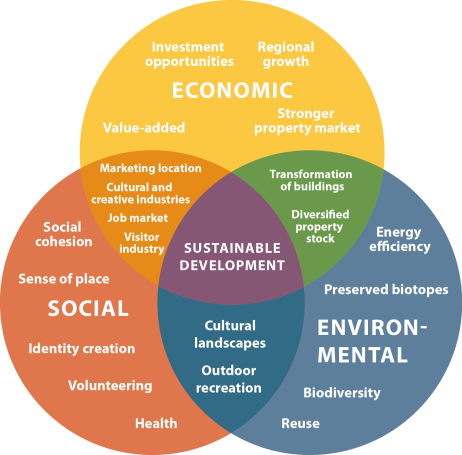 Investment
opportunities
Regional
growth
ECONOMIC
Value-added
Stronger
property market
Marketing location
Cultural and
creative industries
Job market
Visitor
industry
Transformation
of buildings
Diversified
property
stock
Social
cohesion
Sense of place
SOCIAL
Identity creation
Volunteering
Health
SUSTAINABLE
DEVELOPMENT
Energy
efficiency
Preserved biotopes
ENVIRON-
MENTAL
Biodiversity
Reuse
Cultural
landscapes
Outdoor
recreation